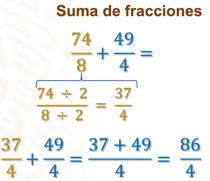 Suma de fracciones
74/8 + 49/4 =
74 ÷ 2 / 8 ÷ 2 = 37/4
37/4 + 49/4 = 37 + 49 / 4 = 86/4